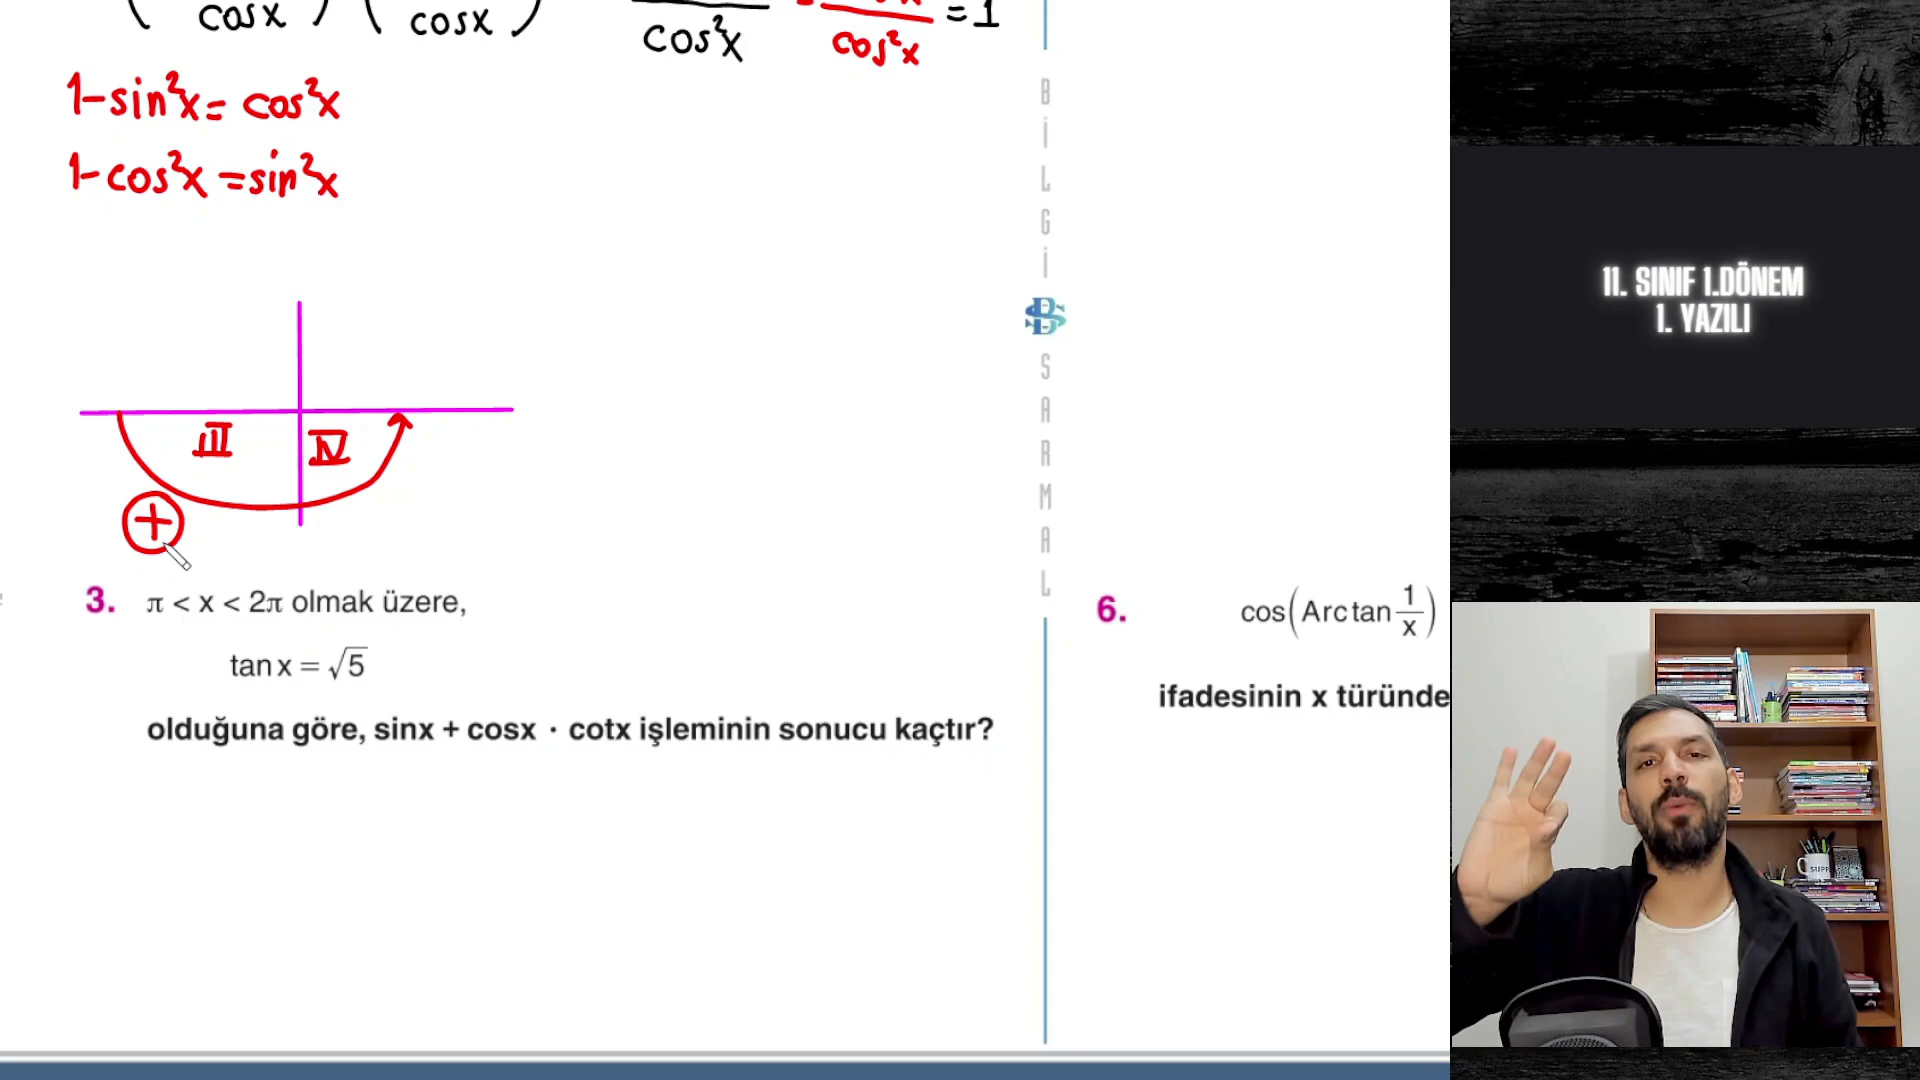 cosx cosx cos²x cos²x =1
1-sin²x= cos²x
1-cos²x =sin²x
III IV
+
3. π < x < 2π olmak üzere,
tan x = √5
olduğuna göre, sinx + cosx · cotx işleminin sonucu kaçtır?
BİLGİ
SARMAL
6. cos(Arc tan 1/x)
ifadesinin x türünde
11. SINIF 1.DÖNEM
1. YAZILI